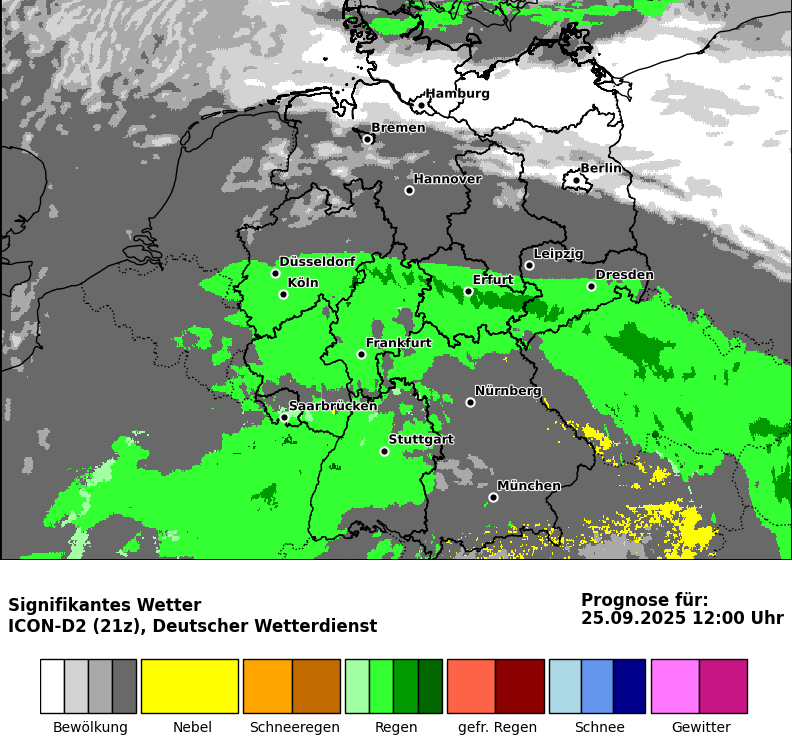 Hamburg
Bremen
Berlin
Hannover
Leipzig
Düsseldorf
Dresden
Köln
Erfurt
Frankfurt
Nürnberg
Saarbrücken
Stuttgart
München
Signifikantes Wetter
ICON-D2 (21z), Deutscher Wetterdienst
Prognose für:
25.09.2025 12:00 Uhr
Bewölkung Nebel Schneeregen Regen gefr. Regen Schnee Gewitter